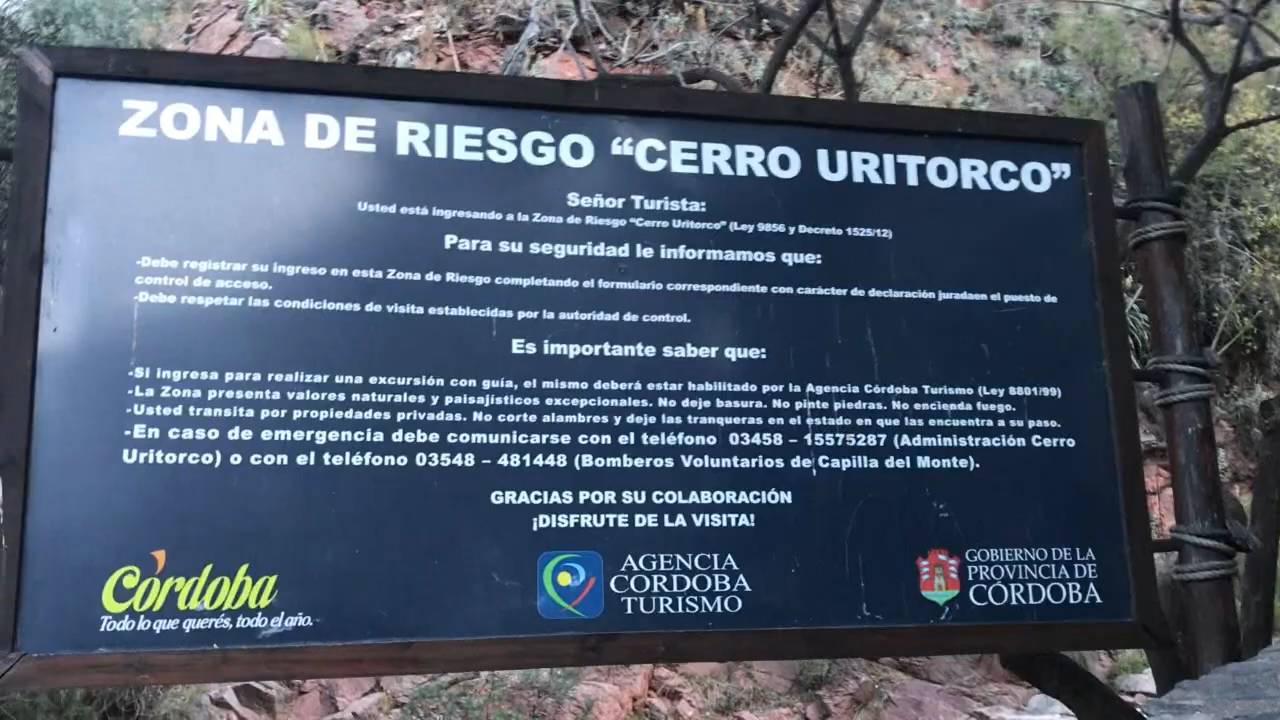 ZONA DE RIESGO “CERRO URITORCO”
Señor Turista:
Usted está ingresando a la Zona de Riesgo “Cerro Uritorco” (Ley 9856 y Decreto 1525/12)
Para su seguridad le informamos que:
-Debe registrar su ingreso en esta Zona de Riesgo completando el formulario correspondiente con carácter de declaración juradaen el puesto de
control de acceso.
-Debe respetar las condiciones de visita establecidas por la autoridad de control.
Es importante saber que:
-Si ingresa para realizar una excursión con guía, el mismo deberá estar habilitado por la Agencia Córdoba Turismo (Ley 8801/99)
-La Zona presenta valores naturales y paisajísticos excepcionales. No deje basura. No pinte piedras. No encienda fuego.
-Usted transita por propiedades privadas. No corte alambres y deje las tranqueras en el estado en que las encuentra a su paso.
-En caso de emergencia debe comunicarse con el teléfono 03458 – 15575287 (Administración Cerro
Uritorco) o con el teléfono 03548 – 481448 (Bomberos Voluntarios de Capilla del Monte).
GRACIAS POR SU COLABORACIÓN
¡DISFRUTE DE LA VISITA!
Córdoba
Todo lo que querés, todo el año.
AGENCIA
CORDOBA
TURISMO
GOBIERNO DE LA
PROVINCIA DE
CÓRDOBA